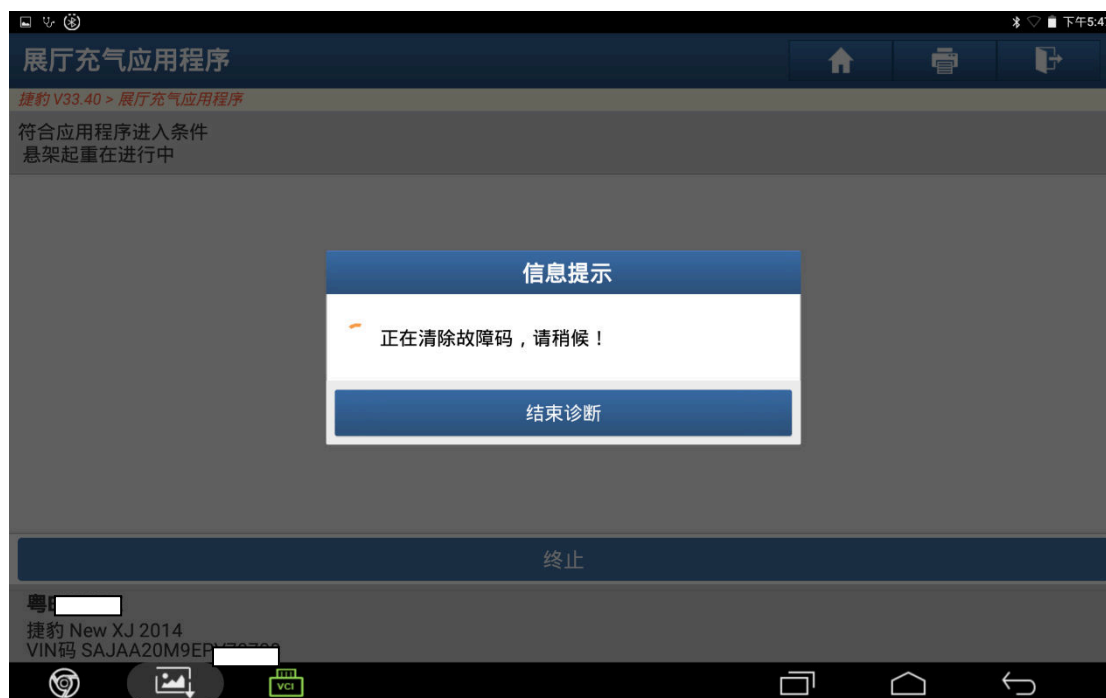 下午5:47
展厅充气应用程序
捷豹 V33.40 > 展厅充气应用程序
符合应用程序进入条件
悬架起重在进行中
信息提示
正在清除故障码，请稍候！
结束诊断
终止
粤
捷豹 New XJ 2014
VIN码 SAJAA20M9EP
VCI